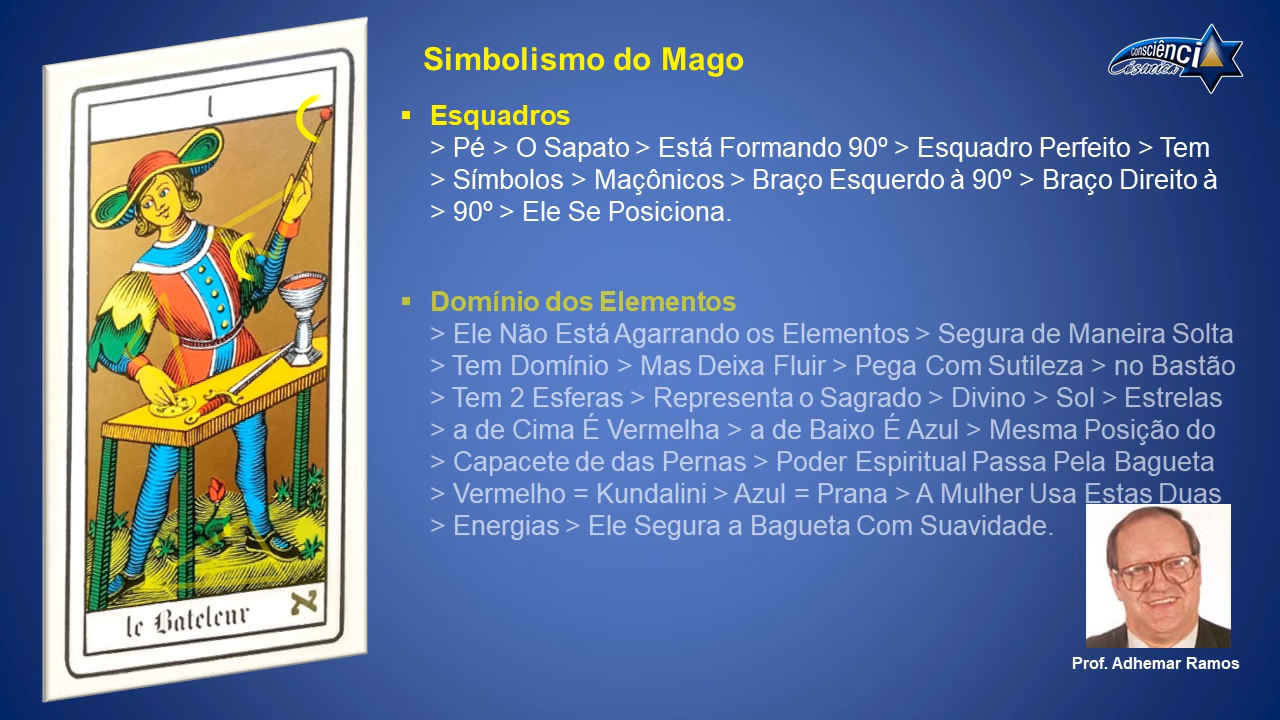 Simbolismo do Mago
CONSCIÊNCIA
Cósmica
▪ Esquadros
> Pé > O Sapato > Está Formando 90º > Esquadro Perfeito > Tem
> Símbolos > Maçônicos > Braço Esquerdo à 90º > Braço Direito à
> 90º > Ele Se Posiciona.
▪ Domínio dos Elementos
> Ele Não Está Agarrando os Elementos > Segura de Maneira Solta
> Tem Domínio > Mas Deixa Fluir > Pega Com Sutileza > no Bastão
> Tem 2 Esferas > Representa o Sagrado > Divino > Sol > Estrelas
> a de Cima É Vermelha > a de Baixo É Azul > Mesma Posição do
> Capacete de das Pernas > Poder Espiritual Passa Pela Bagueta
> Vermelho = Kundalini > Azul = Prana > A Mulher Usa Estas Duas
> Energias > Ele Segura a Bagueta Com Suavidade.
I
le Bateleur א
Prof. Adhemar Ramos